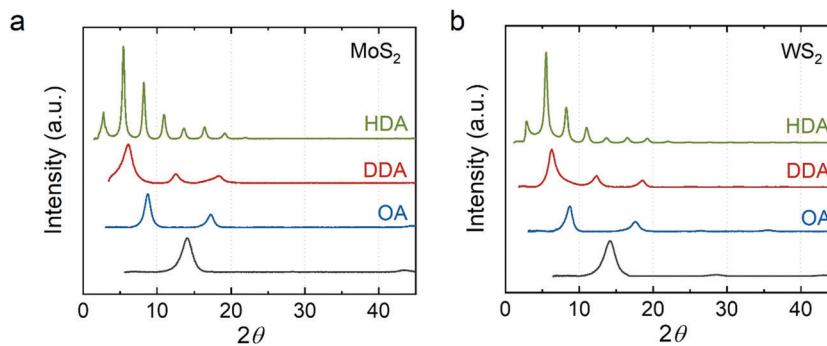 a
MoS₂
HDA
DDA
OA
Intensity (a.u.)
0 10 20 30 40
2θ
b
WS₂
HDA
DDA
OA
Intensity (a.u.)
0 10 20 30 40
2θ